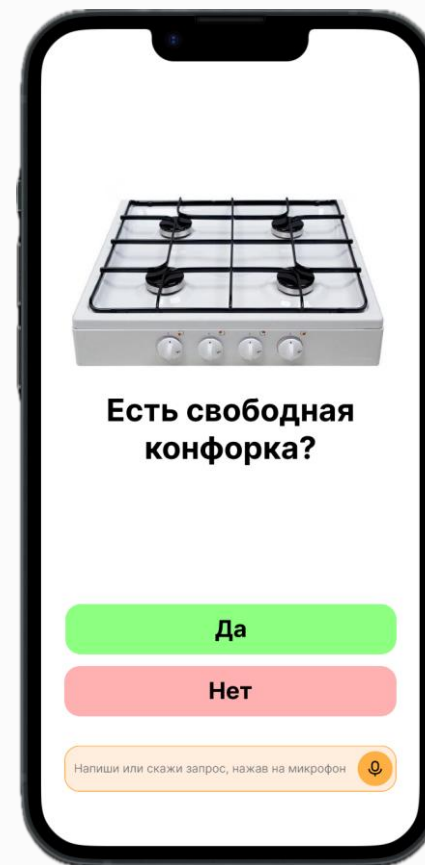 Есть свободная
конфорка?
Да
Нет
Напиши или скажи запрос, нажав на микрофон